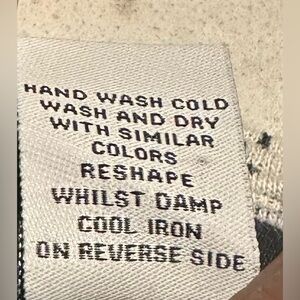 HAND WASH COLD
WASH AND DRY
WITH SIMILAR
COLORS
RESHAPE
WHILST DAMP
COOL IRON
ON REVERSE SIDE